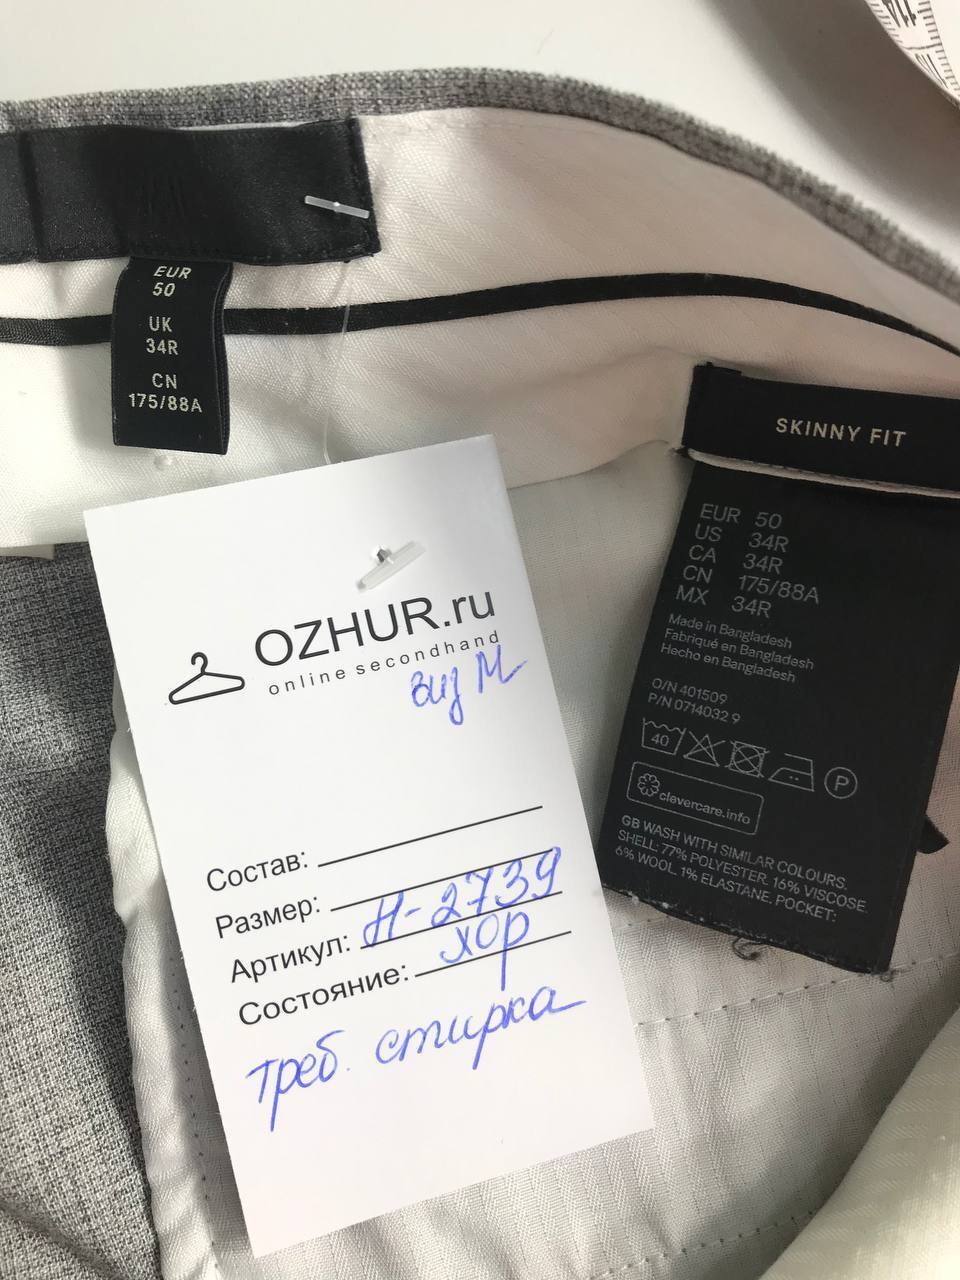 EUR
50
UK
34R
CN
175/88A
SKINNY FIT
EUR 50
US 34R
CA 34R
CN 175/88A
MX 34R
Made in Bangladesh
Fabriqué en Bangladesh
Hecho en Bangladesh
O/N 401509
P/N 0714032 9
40
P
clevercare.info
GB WASH WITH SIMILAR COLOURS.
SHELL: 77% POLYESTER, 16% VISCOSE,
6% WOOL, 1% ELASTANE. POCKET:
OZHUR.ru
online secondhand
виз M
Состав:
Размер:
Артикул: Н-2739
Состояние: хор
треб. стирка